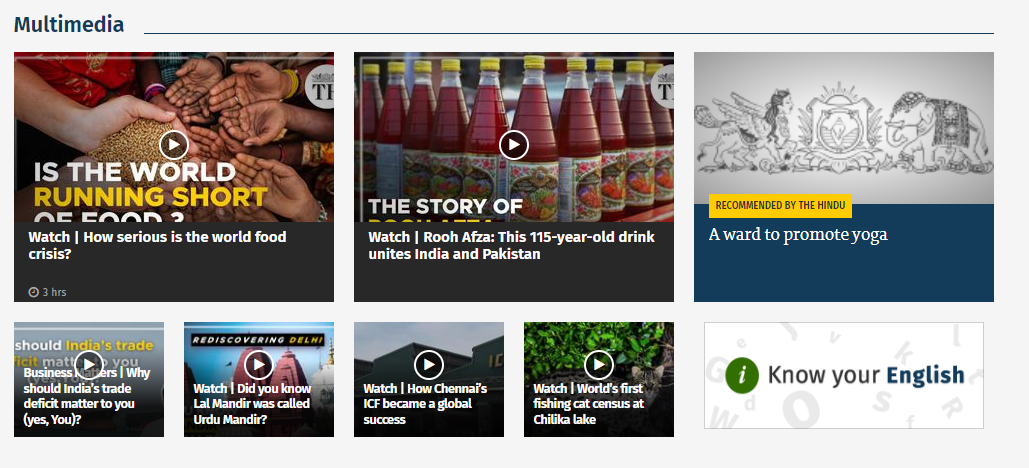 Multimedia
TH
IS THE WORLD
RUNNING SHORT
OF FOOD ?
Watch | How serious is the world food
crisis?
3 hrs
TH
THE STORY OF
ROOH AFZA
Watch | Rooh Afza: This 115-year-old drink
unites India and Pakistan
RECOMMENDED BY THE HINDU
A ward to promote yoga
should India's trade
deficit matter to you
(yes, You)?
Business Matters | Why
should India's trade
deficit matter to you
(yes, You)?
REDISCOVERING DELHI
Watch | Did you know
Lal Mandir was called
Urdu Mandir?
IC
Watch | How Chennai's
ICF became a global
success
Watch | World's first
fishing cat census at
Chilika lake
i Know your English